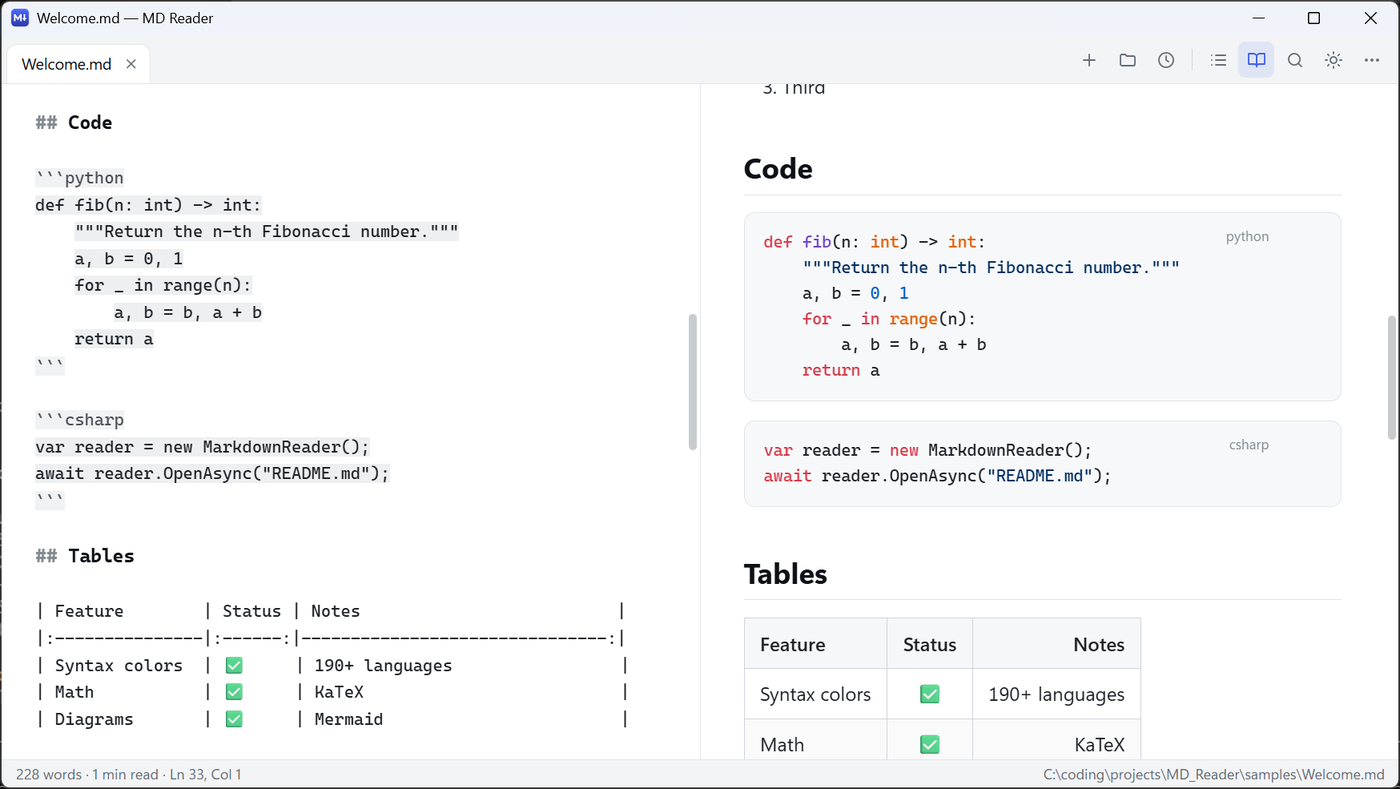 M↓ Welcome.md — MD Reader
Welcome.md
## Code
```python
def fib(n: int) -> int:
    """Return the n-th Fibonacci number."""
    a, b = 0, 1
    for _ in range(n):
        a, b = b, a + b
    return a
```
```csharp
var reader = new MarkdownReader();
await reader.OpenAsync("README.md");
```
## Tables
| Feature        | Status | Notes                           |
|:---------------|:------:|-------------------------------:|
| Syntax colors  | ✅     | 190+ languages                  |
| Math           | ✅     | KaTeX                           |
| Diagrams       | ✅     | Mermaid                         |
3. Third
Code
python
def fib(n: int) -> int:
    """Return the n-th Fibonacci number."""
    a, b = 0, 1
    for _ in range(n):
        a, b = b, a + b
    return a
csharp
var reader = new MarkdownReader();
await reader.OpenAsync("README.md");
Tables
Feature Status Notes
Syntax colors ✅ 190+ languages
Math ✅ KaTeX
228 words · 1 min read · Ln 33, Col 1
C:\coding\projects\MD_Reader\samples\Welcome.md